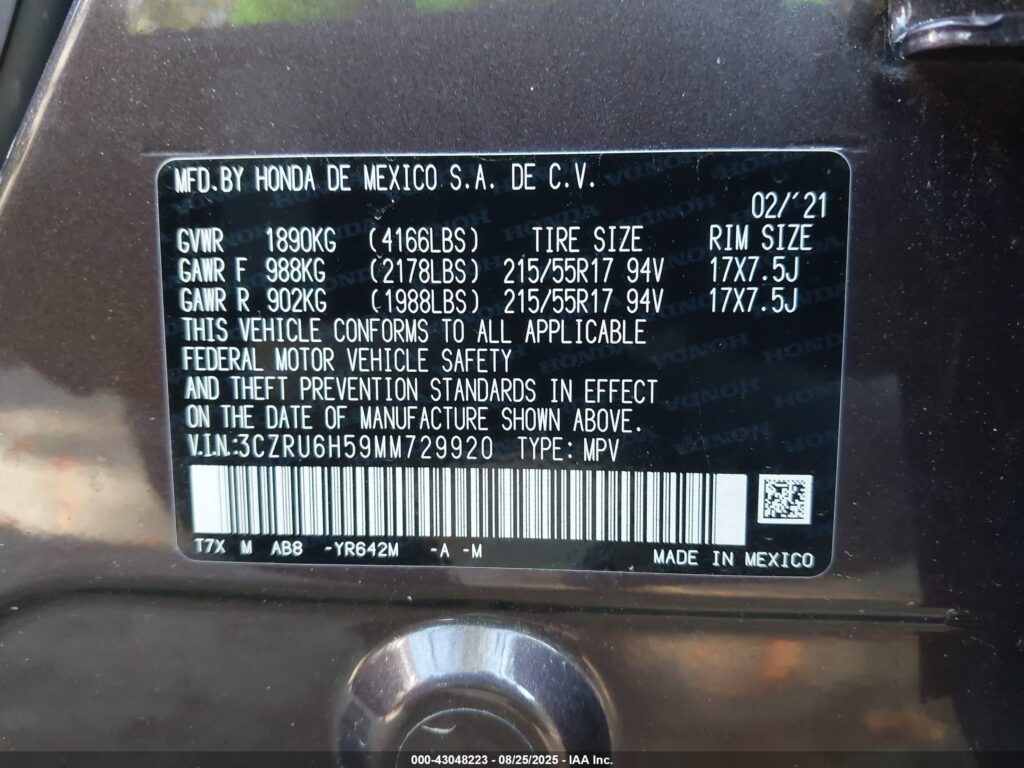 MFD.BY HONDA DE MEXICO S.A. DE C.V.
02/'21
GVWR 1890KG (4166LBS) TIRE SIZE RIM SIZE
GAWR F 988KG (2178LBS) 215/55R17 94V 17X7.5J
GAWR R 902KG (1988LBS) 215/55R17 94V 17X7.5J
THIS VEHICLE CONFORMS TO ALL APPLICABLE
FEDERAL MOTOR VEHICLE SAFETY
AND THEFT PREVENTION STANDARDS IN EFFECT
ON THE DATE OF MANUFACTURE SHOWN ABOVE.
V.I.N.:3CZRU6H59MM729920 TYPE: MPV
T7X M AB8 -YR642M -A -M
MADE IN MEXICO
000-43048223 - 08/25/2025 - IAA Inc.